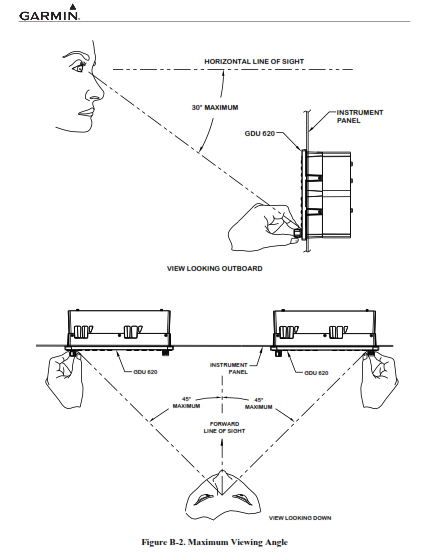 GARMIN
HORIZONTAL LINE OF SIGHT
30° MAXIMUM
GDU 620
INSTRUMENT
PANEL
VIEW LOOKING OUTBOARD
GDU 620
INSTRUMENT
PANEL
GDU 620
45°
MAXIMUM
45°
MAXIMUM
FORWARD
LINE OF SIGHT
VIEW LOOKING DOWN
Figure B-2. Maximum Viewing Angle